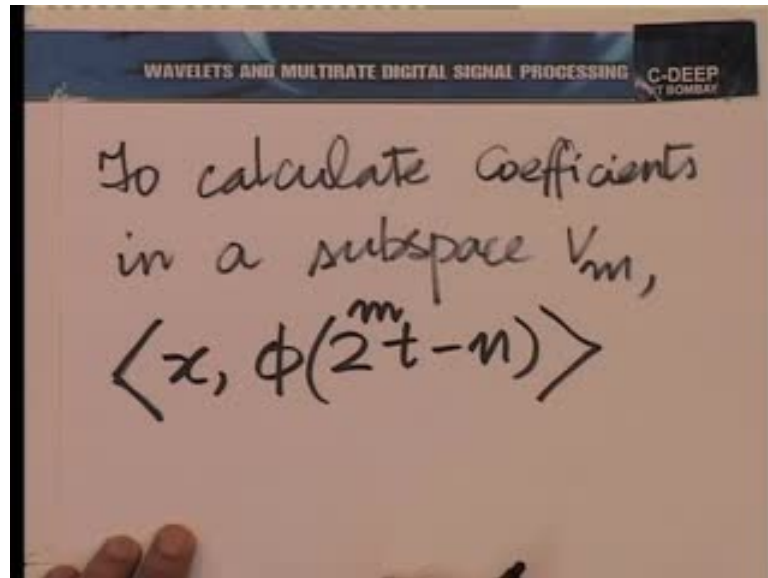 WAVELETS AND MULTIRATE DIGITAL SIGNAL PROCESSING
C-DEEP
IIT BOMBAY
To calculate Coefficients
in a subspace Vm,
⟨x, φ(2^m t-n)⟩